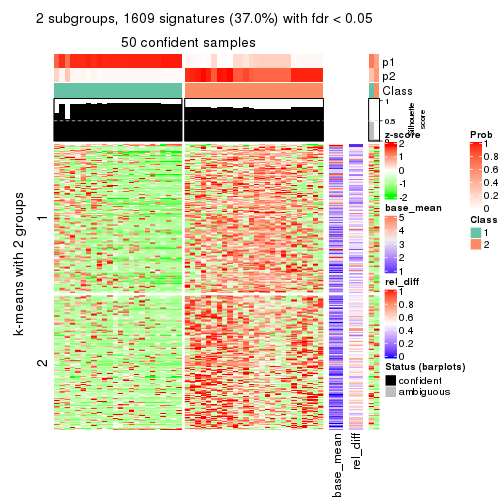 2 subgroups, 1609 signatures (37.0%) with fdr < 0.05
50 confident samples
p1
p2
Class
1
0.5
0
Silhouette
score
k-means with 2 groups
1
2
base_mean
rel_diff
z-score
2
1
0
-1
-2
base_mean
5
4
3
2
1
rel_diff
1
0.8
0.6
0.4
0.2
0
Status (barplots)
confident
ambiguous
Prob
1
0.8
0.6
0.4
0.2
0
Class
1
2